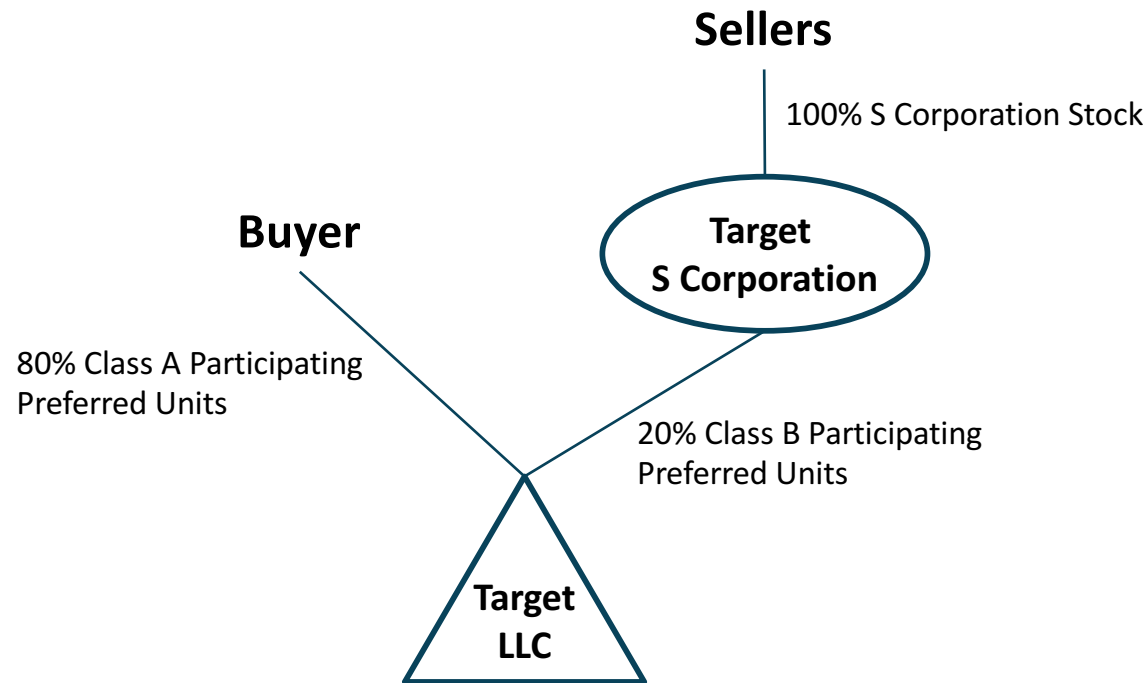 Sellers
100% S Corporation Stock
Target
S Corporation
Buyer
80% Class A Participating
Preferred Units
20% Class B Participating
Preferred Units
Target
LLC